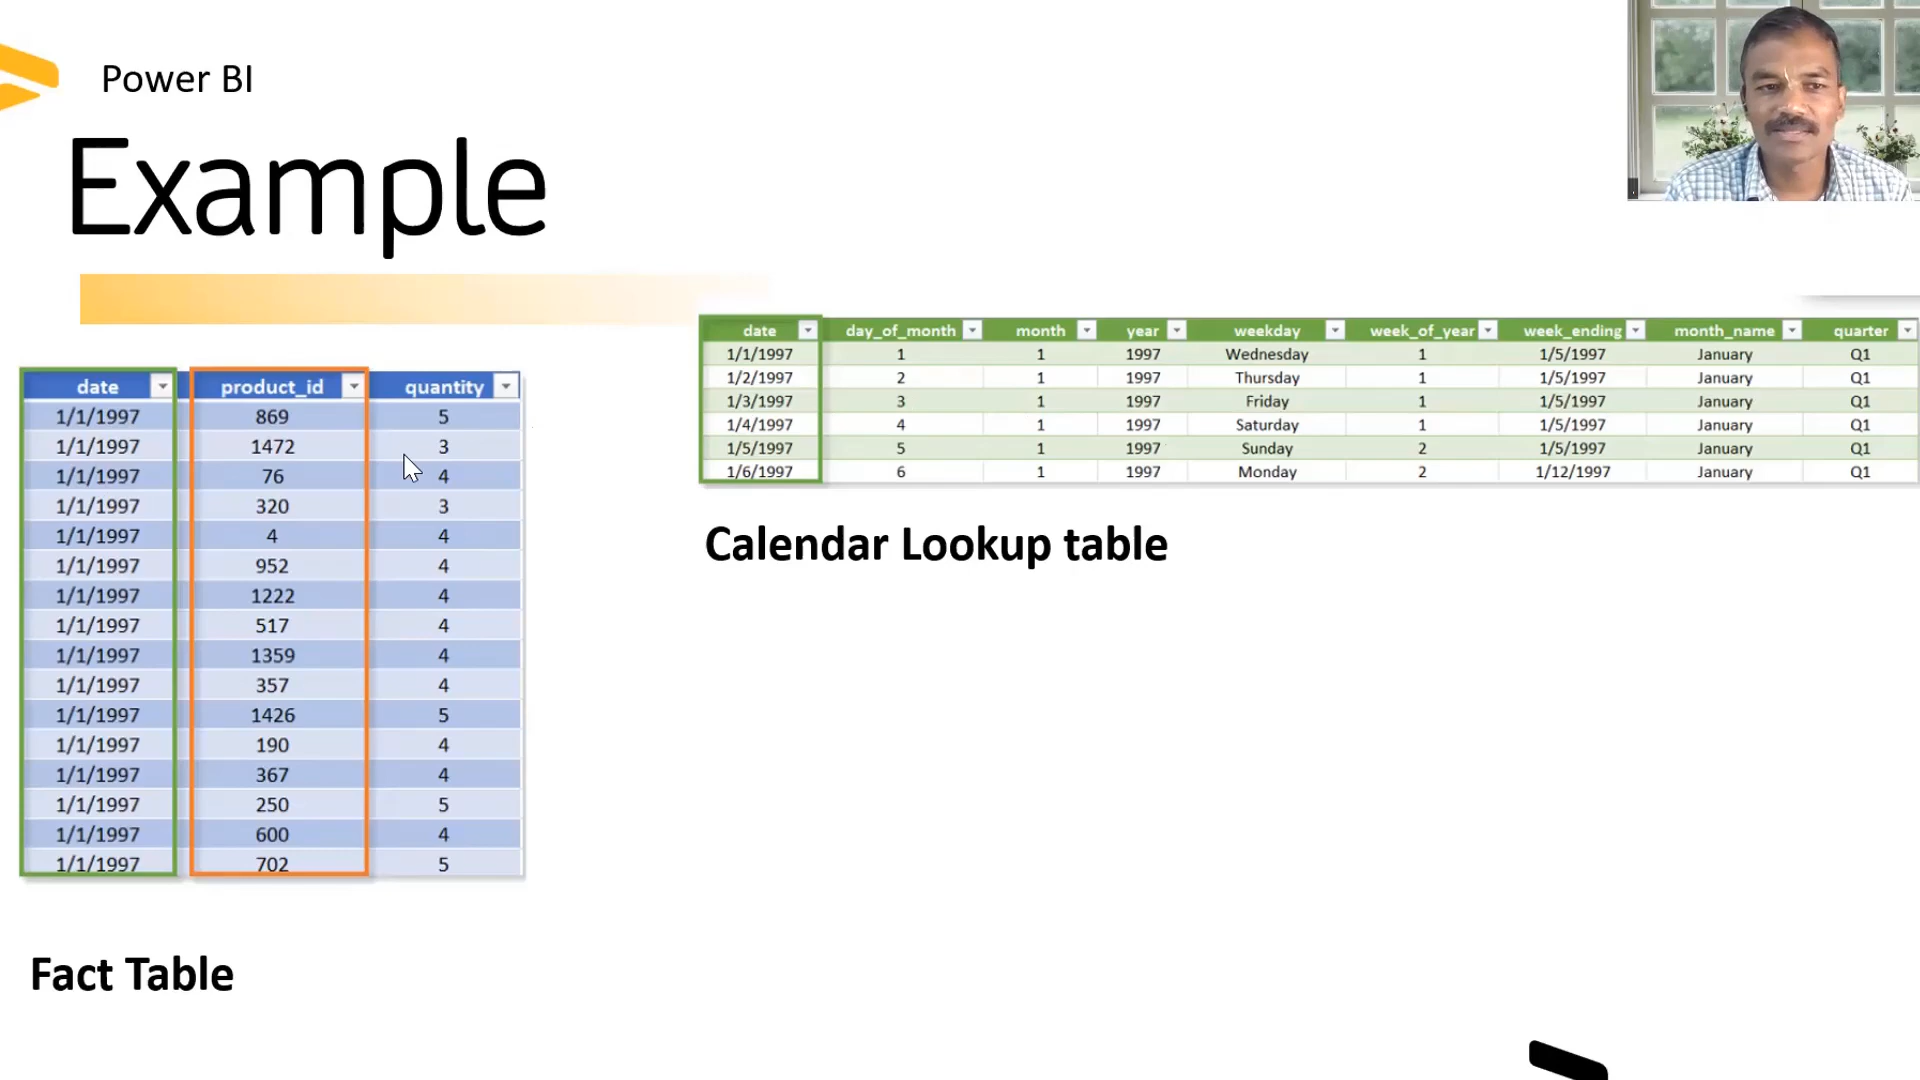 Power BI
Example
date product_id quantity
1/1/1997 869 5
1/1/1997 1472 3
1/1/1997 76 4
1/1/1997 320 3
1/1/1997 4 4
1/1/1997 952 4
1/1/1997 1222 4
1/1/1997 517 4
1/1/1997 1359 4
1/1/1997 357 4
1/1/1997 1426 5
1/1/1997 190 4
1/1/1997 367 4
1/1/1997 250 5
1/1/1997 600 4
1/1/1997 702 5
Fact Table
date day_of_month month year weekday week_of_year week_ending month_name quarter
1/1/1997 1 1 1997 Wednesday 1 1/5/1997 January Q1
1/2/1997 2 1 1997 Thursday 1 1/5/1997 January Q1
1/3/1997 3 1 1997 Friday 1 1/5/1997 January Q1
1/4/1997 4 1 1997 Saturday 1 1/5/1997 January Q1
1/5/1997 5 1 1997 Sunday 2 1/5/1997 January Q1
1/6/1997 6 1 1997 Monday 2 1/12/1997 January Q1
Calendar Lookup table